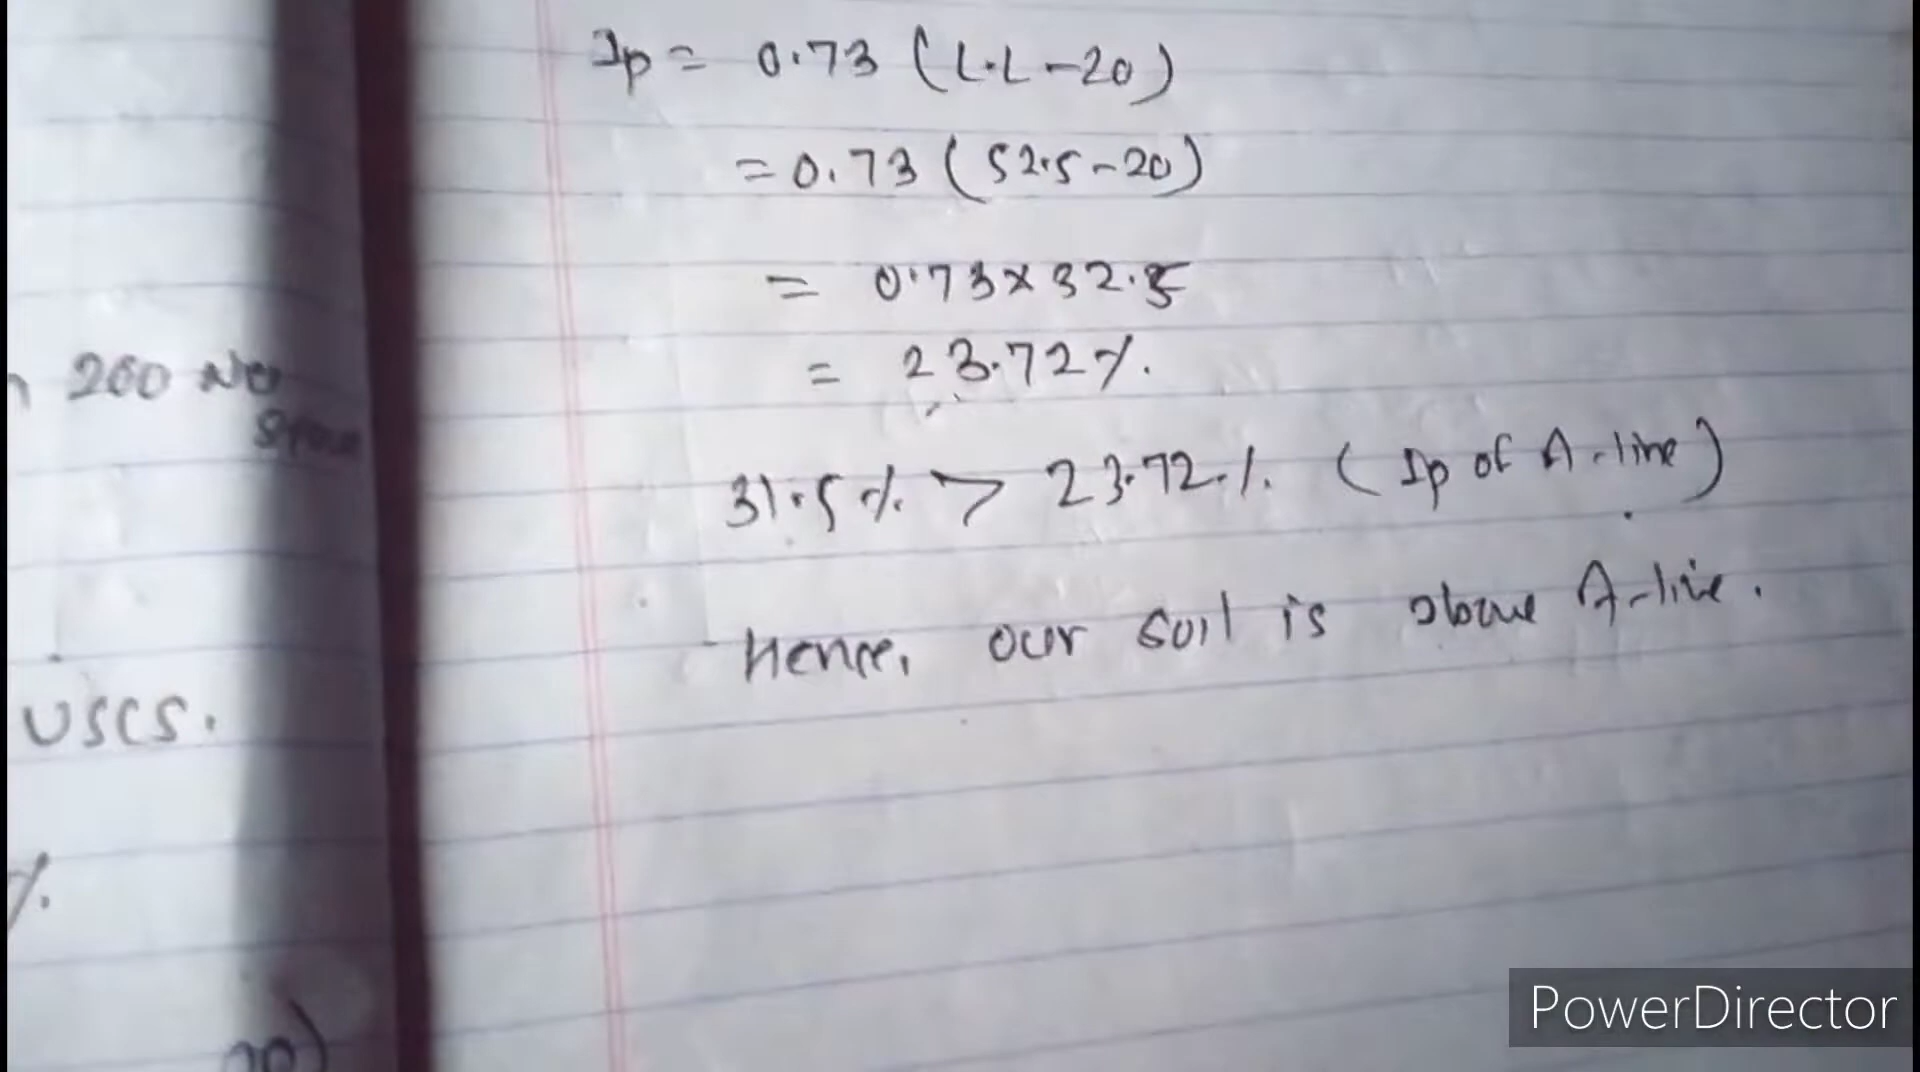 Ip = 0.73 (L.L - 20)
= 0.73 (52.5 - 20)
= 0.73 x 32.5
= 23.72%.
31.5% > 23.72%. (Ip of A-line)
Hence, our soil is above A-line.
200 No
USCS.
%.
20)
PowerDirector